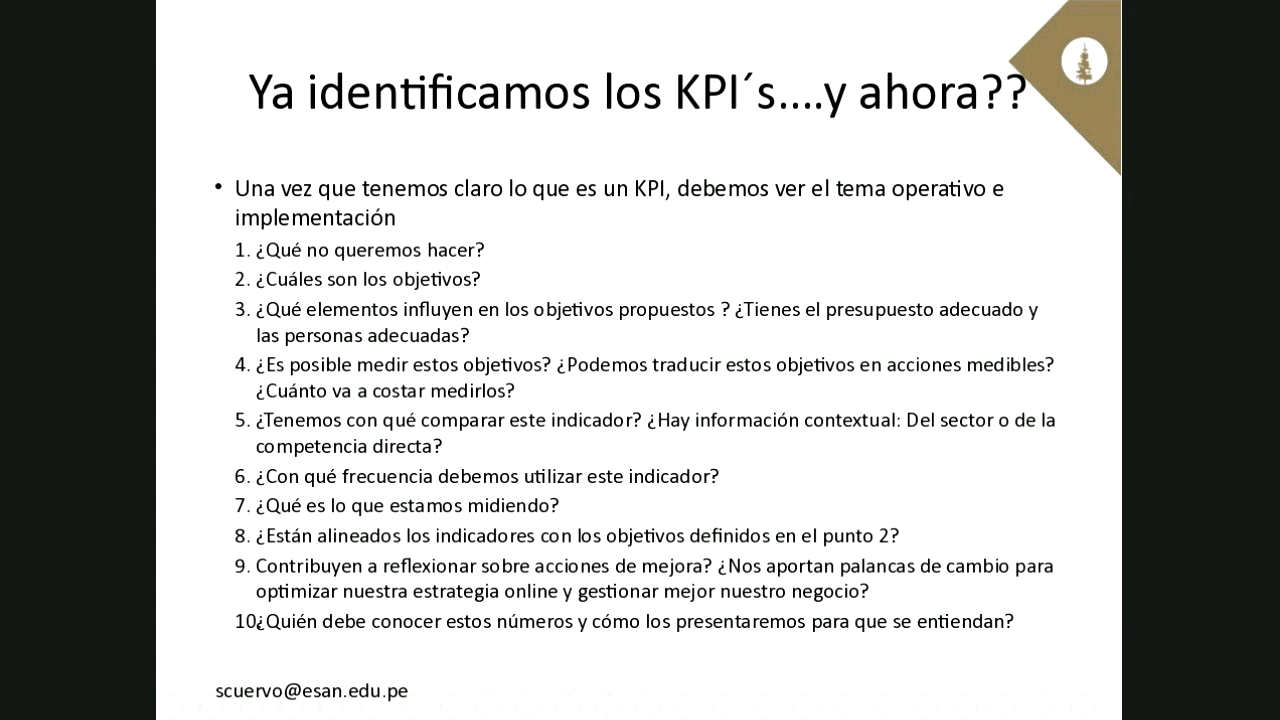 Ya identificamos los KPI´s....y ahora??
• Una vez que tenemos claro lo que es un KPI, debemos ver el tema operativo e
implementación
1. ¿Qué no queremos hacer?
2. ¿Cuáles son los objetivos?
3. ¿Qué elementos influyen en los objetivos propuestos ? ¿Tienes el presupuesto adecuado y
las personas adecuadas?
4. ¿Es posible medir estos objetivos? ¿Podemos traducir estos objetivos en acciones medibles?
¿Cuánto va a costar medirlos?
5. ¿Tenemos con qué comparar este indicador? ¿Hay información contextual: Del sector o de la
competencia directa?
6. ¿Con qué frecuencia debemos utilizar este indicador?
7. ¿Qué es lo que estamos midiendo?
8. ¿Están alineados los indicadores con los objetivos definidos en el punto 2?
9. Contribuyen a reflexionar sobre acciones de mejora? ¿Nos aportan palancas de cambio para
optimizar nuestra estrategia online y gestionar mejor nuestro negocio?
10¿Quién debe conocer estos números y cómo los presentaremos para que se entiendan?
scuervo@esan.edu.pe